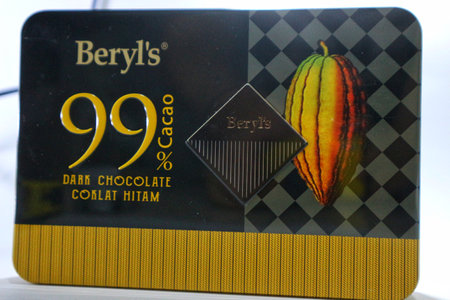 Beryl's®
99% Cacao
DARK CHOCOLATE
COKLAT HITAM
Beryl's